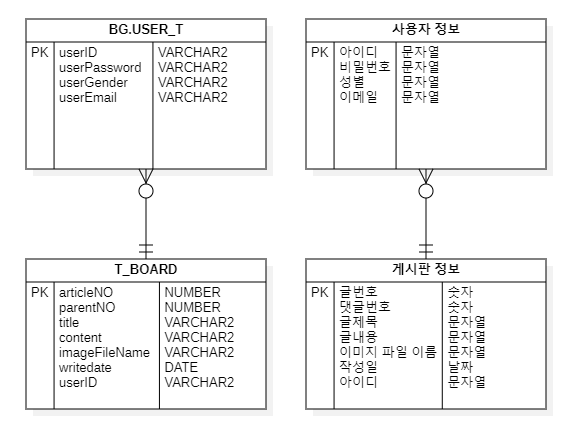 BG.USER_T
PK userID VARCHAR2
userPassword VARCHAR2
userGender VARCHAR2
userEmail VARCHAR2
사용자 정보
PK 아이디 문자열
비밀번호 문자열
성별 문자열
이메일 문자열
T_BOARD
PK articleNO NUMBER
parentNO NUMBER
title VARCHAR2
content VARCHAR2
imageFileName VARCHAR2
writedate DATE
userID VARCHAR2
게시판 정보
PK 글번호 숫자
댓글번호 숫자
글제목 문자열
글내용 문자열
이미지 파일 이름 문자열
작성일 날짜
아이디 문자열